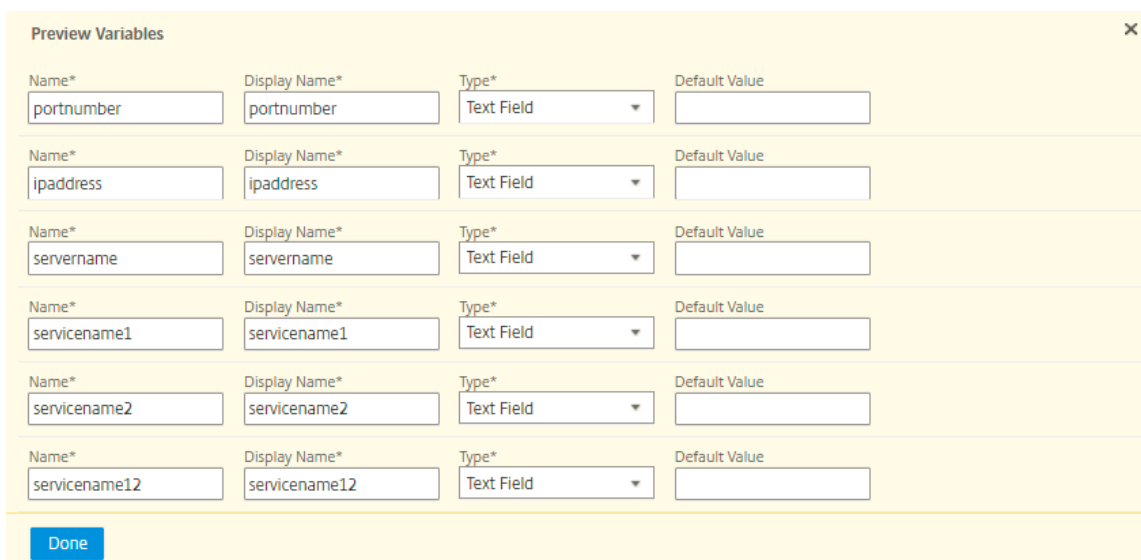 Preview Variables ×
Name* Display Name* Type* Default Value
portnumber portnumber Text Field
Name* Display Name* Type* Default Value
ipaddress ipaddress Text Field
Name* Display Name* Type* Default Value
servername servername Text Field
Name* Display Name* Type* Default Value
servicename1 servicename1 Text Field
Name* Display Name* Type* Default Value
servicename2 servicename2 Text Field
Name* Display Name* Type* Default Value
servicename12 servicename12 Text Field
Done